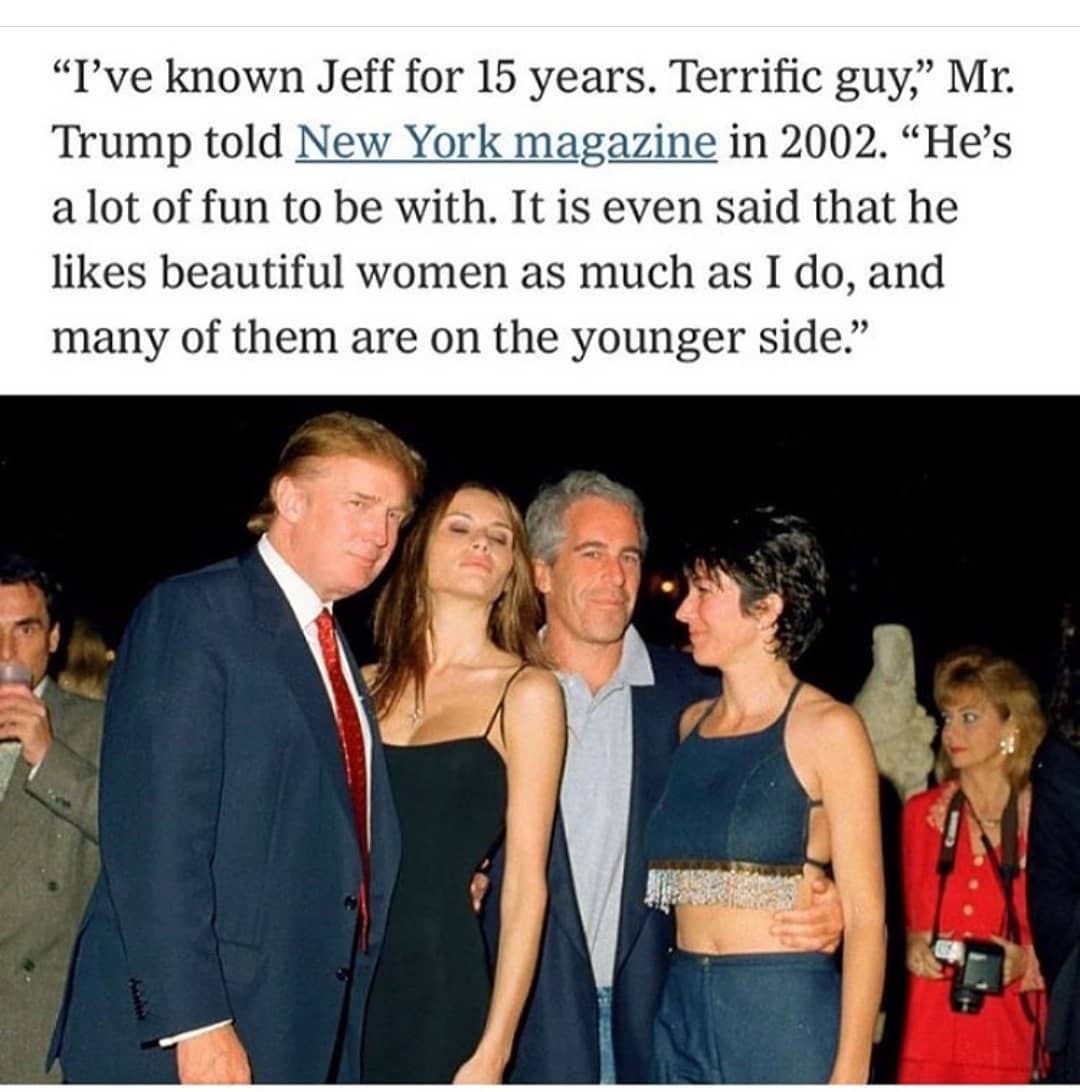 “I’ve known Jeff for 15 years. Terrific guy,” Mr.
Trump told New York magazine in 2002. “He’s
a lot of fun to be with. It is even said that he
likes beautiful women as much as I do, and
many of them are on the younger side.”